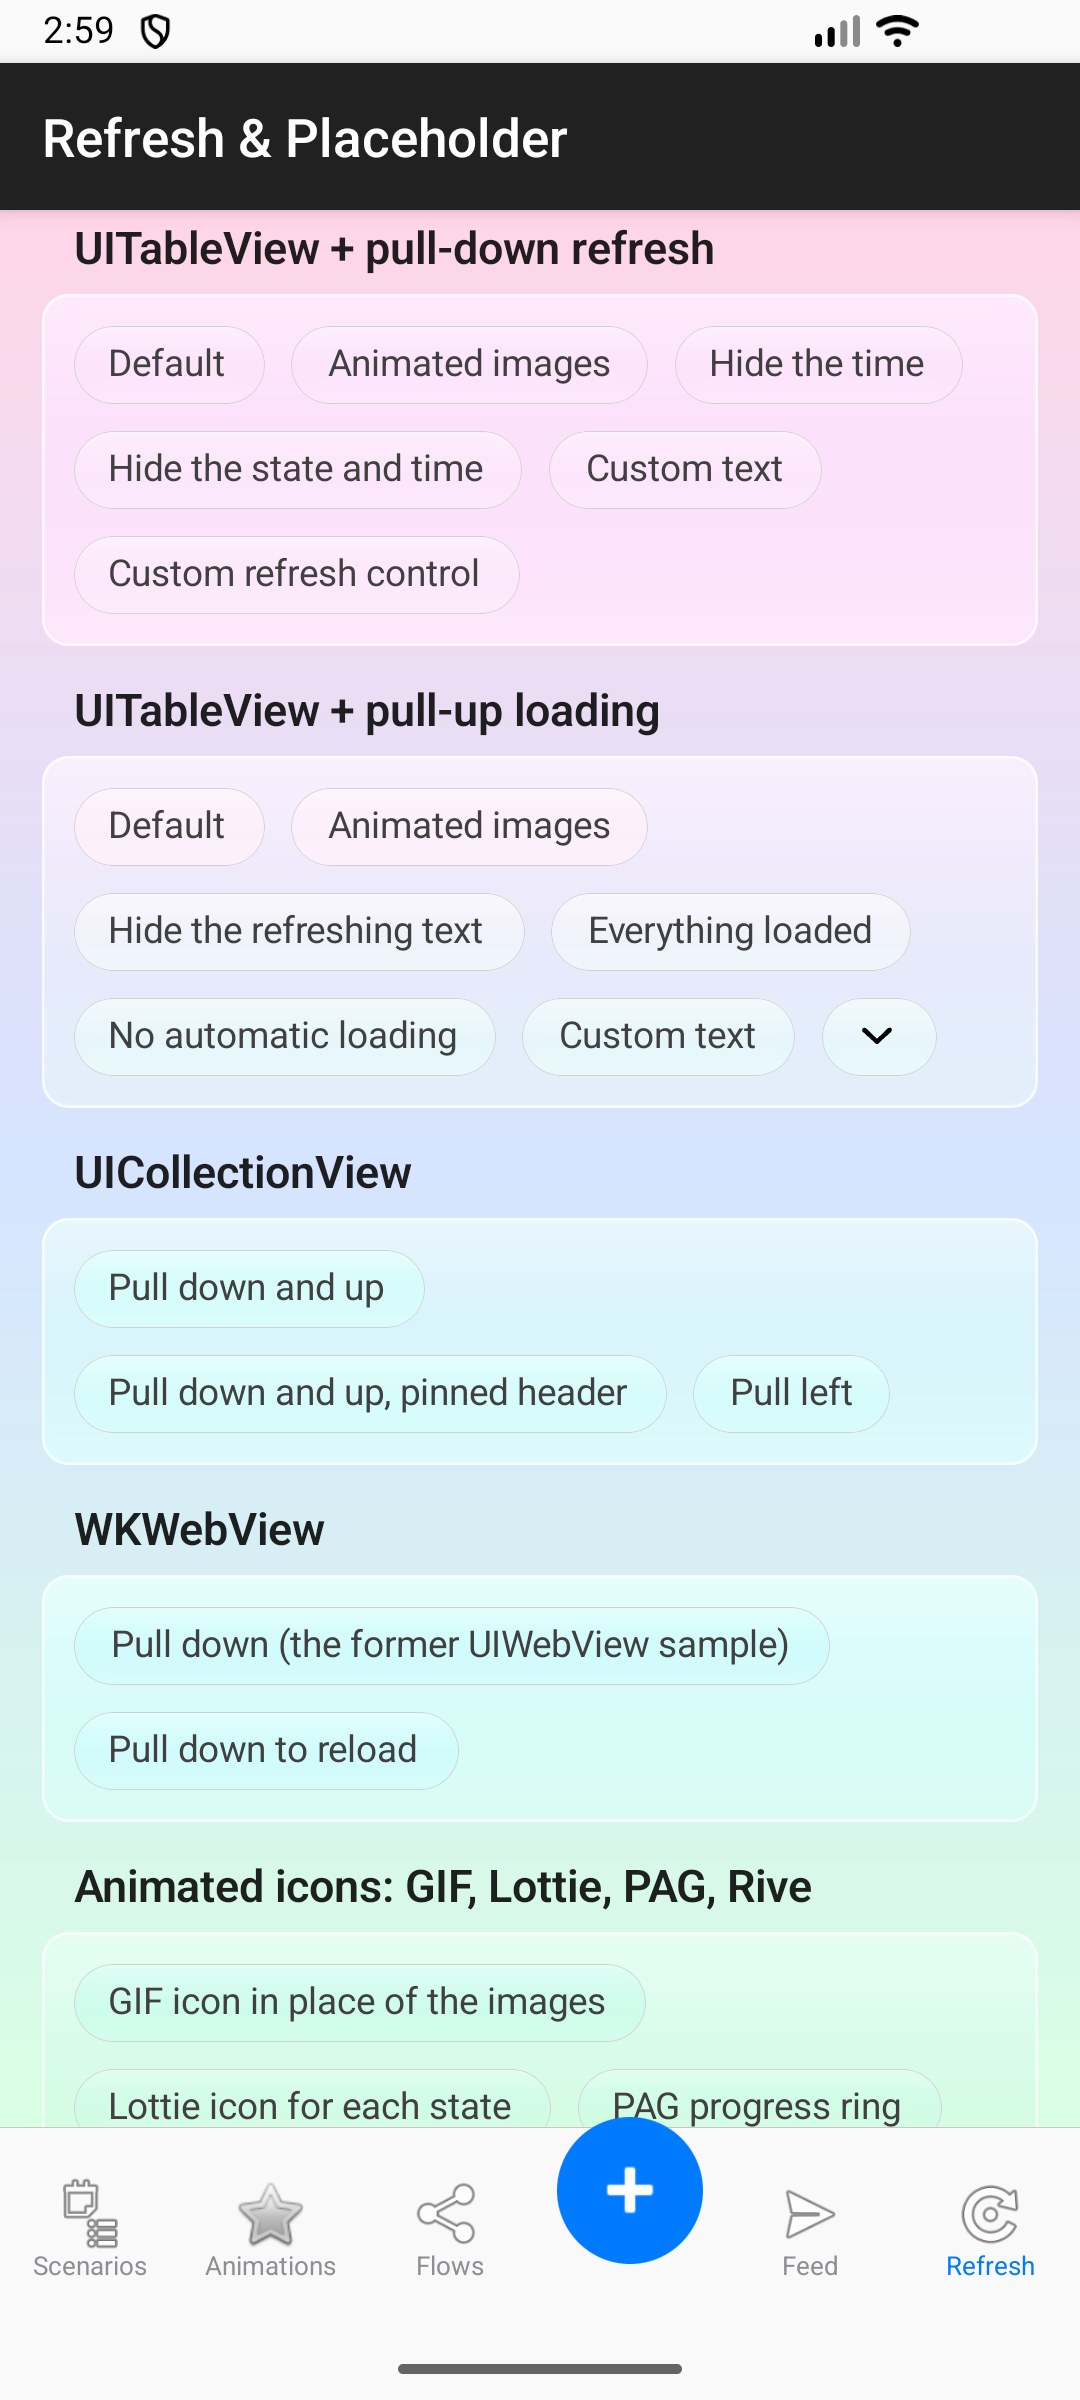 2:59
Refresh & Placeholder
UITableView + pull-down refresh
Default
Animated images
Hide the time
Hide the state and time
Custom text
Custom refresh control
UITableView + pull-up loading
Default
Animated images
Hide the refreshing text
Everything loaded
No automatic loading
Custom text
UICollectionView
Pull down and up
Pull down and up, pinned header
Pull left
WKWebView
Pull down (the former UIWebView sample)
Pull down to reload
Animated icons: GIF, Lottie, PAG, Rive
GIF icon in place of the images
Lottie icon for each state
PAG progress ring
Scenarios
Animations
Flows
Feed
Refresh